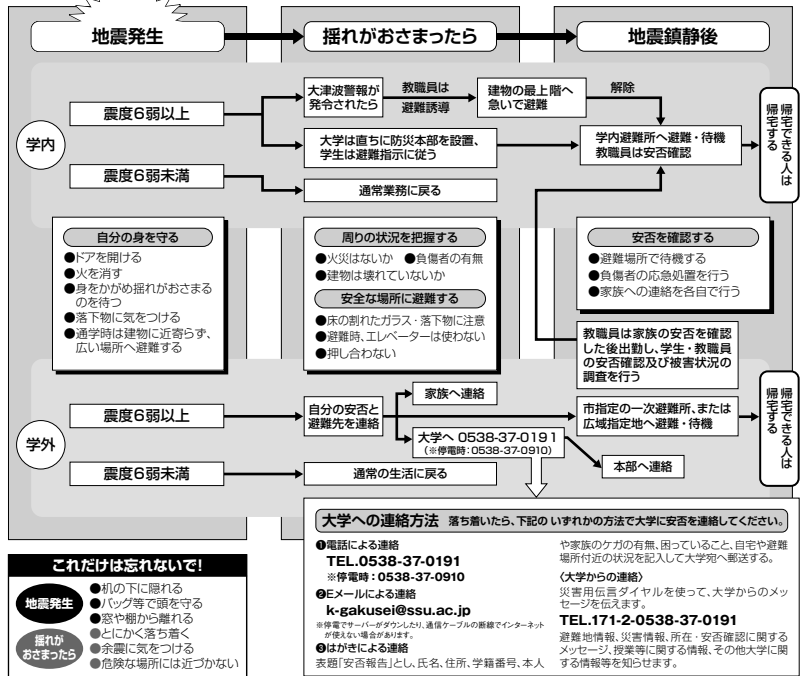 地震発生
揺れがおさまったら
地震鎮静後
学内
震度6弱以上
大津波警報が
発令されたら
教職員は
避難誘導
建物の最上階へ
急いで避難
解除
大学は直ちに防災本部を設置、
学生は避難指示に従う
学内避難所へ避難・待機
教職員は安否確認
帰宅できる人は
帰宅する
震度6弱未満
通常業務に戻る
自分の身を守る
●ドアを開ける
●火を消す
●身をかがめ揺れがおさまる
のを待つ
●落下物に気をつける
●通学時は建物に近寄らず、
広い場所へ避難する
周りの状況を把握する
●火災はないか ●負傷者の有無
●建物は壊れていないか
安全な場所に避難する
●床の割れたガラス・落下物に注意
●避難時、エレベーターは使わない
●押し合わない
安否を確認する
●避難場所で待機する
●負傷者の応急処置を行う
●家族への連絡を各自で行う
教職員は家族の安否を確認
した後出勤し、学生・教職員
の安否確認及び被害状況の
調査を行う
学外
震度6弱以上
自分の安否と
避難先を連絡
家族へ連絡
大学へ 0538-37-0191
(※停電時:0538-37-0910)
市指定の一次避難所、または
広域指定地へ避難・待機
本部へ連絡
帰宅できる人は
帰宅する
震度6弱未満
通常の生活に戻る
大学への連絡方法 落ち着いたら、下記の いずれかの方法で大学に安否を連絡してください。
❶電話による連絡
TEL.0538-37-0191
※停電時:0538-37-0910
❷Eメールによる連絡
k-gakusei@ssu.ac.jp
※停電でサーバーがダウンしたり、通信ケーブルの断線でインターネット
が使えない場合があります。
❸はがきによる連絡
表題「安否報告」とし、氏名、住所、学籍番号、本人
や家族のケガの有無、困っていること、自宅や避難
場所付近の状況を記入して大学宛へ郵送する。
〈大学からの連絡〉
災害用伝言ダイヤルを使って、大学からのメッ
セージを伝えます。
TEL.171-2-0538-37-0191
避難地情報、災害情報、所在・安否確認に関する
メッセージ、授業等に関する情報、その他大学に関
する情報等を知らせます。
これだけは忘れないで!
地震発生
●机の下に隠れる
●バッグ等で頭を守る
●窓や棚から離れる
揺れが
おさまったら
●とにかく落ち着く
●余震に気をつける
●危険な場所には近づかない